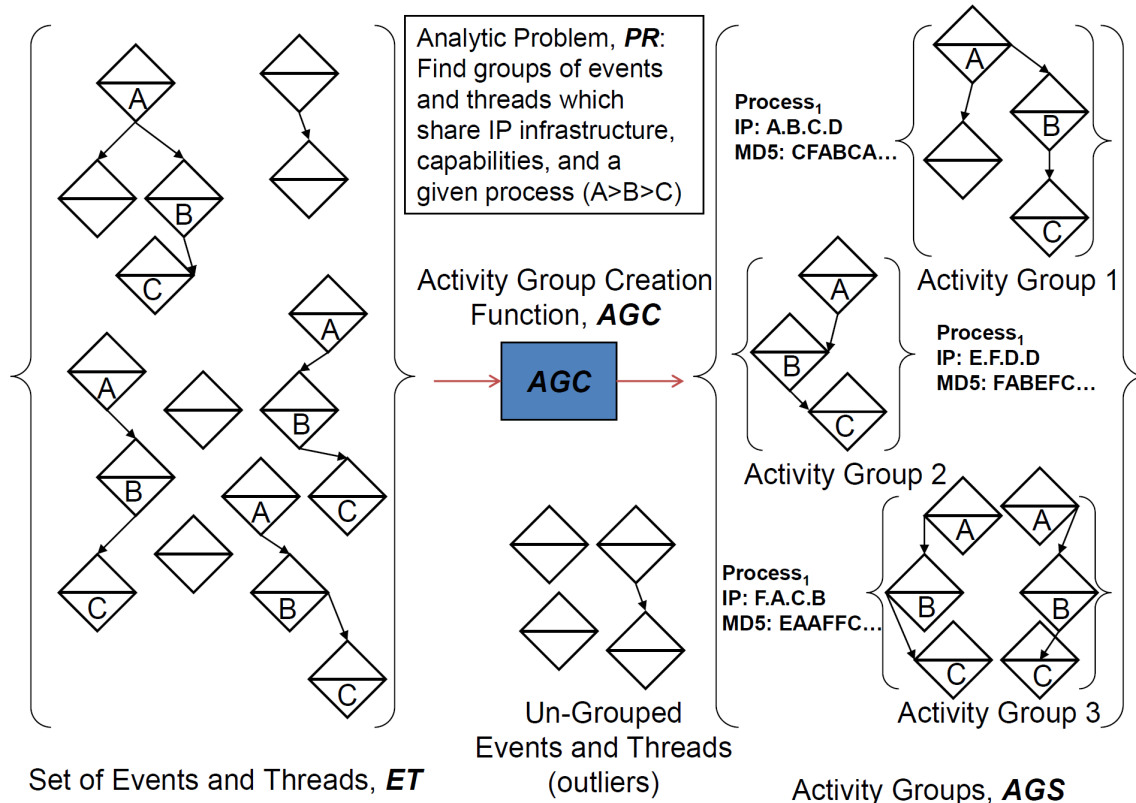 A
B
C
A
B
C
A
B
C
A
B
C
Set of Events and Threads, ET
Analytic Problem, PR:
Find groups of events
and threads which
share IP infrastructure,
capabilities, and a
given process (A>B>C)
Activity Group Creation
Function, AGC
AGC
Un-Grouped
Events and Threads
(outliers)
Process1
IP: A.B.C.D
MD5: CFABCA…
A
B
C
Activity Group 1
A
B
C
Process1
IP: E.F.D.D
MD5: FABEFC…
Activity Group 2
Process1
IP: F.A.C.B
MD5: EAAFFC…
A A
B B
C C
Activity Group 3
Activity Groups, AGS